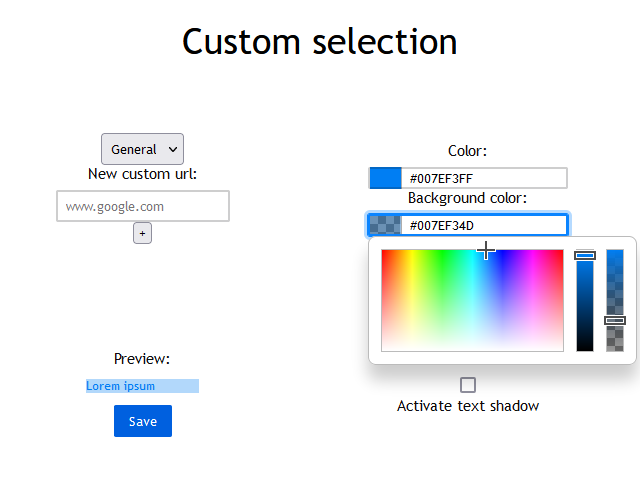 Custom selection
General
New custom url:
www.google.com
+
Preview:
Lorem ipsum
Save
Color:
#007EF3FF
Background color:
#007EF34D
Activate text shadow